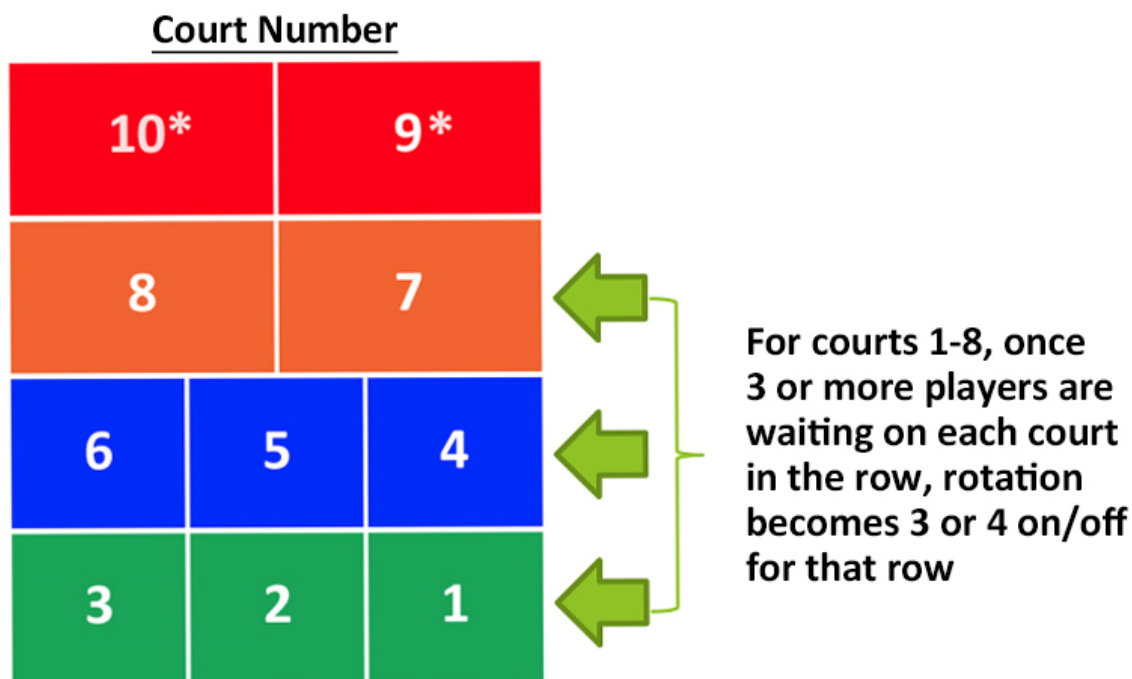 Court Number
10* 9*
8 7
6 5 4
3 2 1
For courts 1-8, once
3 or more players are
waiting on each court
in the row, rotation
becomes 3 or 4 on/off
for that row